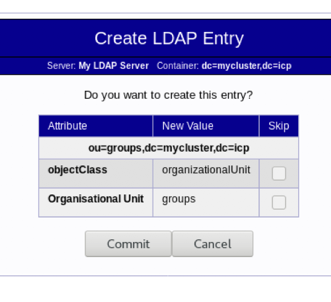 Create LDAP Entry
Server: My LDAP Server   Container: dc=mycluster,dc=icp
Do you want to create this entry?
Attribute New Value Skip
ou=groups,dc=mycluster,dc=icp
objectClass organizationalUnit
Organisational Unit groups
Commit Cancel